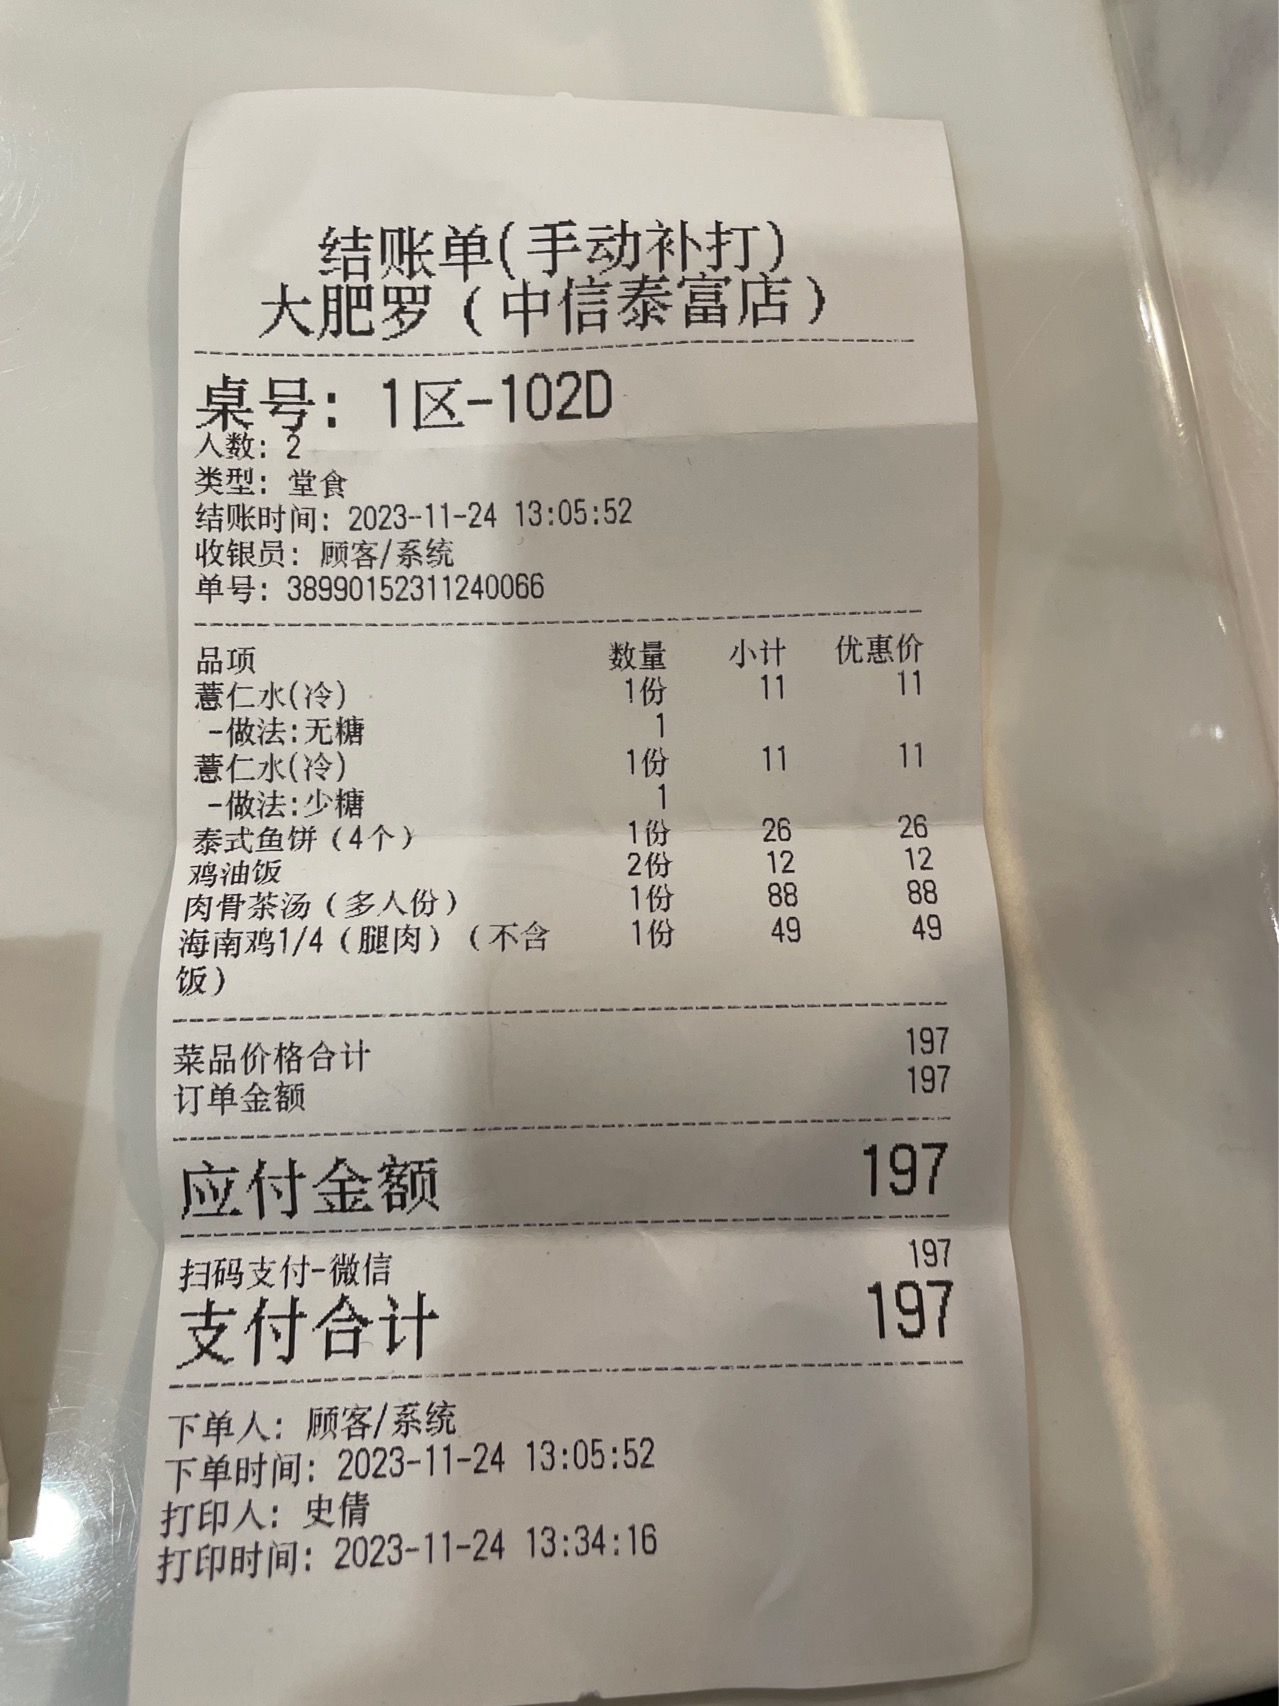 结账单(手动补打)
大肥罗（中信泰富店）
桌号: 1区-102D
人数: 2
类型: 堂食
结账时间: 2023-11-24 13:05:52
收银员: 顾客/系统
单号: 38990152311240066
品项 数量 小计 优惠价
薏仁水(冷) 1份 11 11
-做法:无糖 1
薏仁水(冷) 1份 11 11
-做法:少糖 1
泰式鱼饼（4个） 1份 26 26
鸡油饭 2份 12 12
肉骨茶汤（多人份） 1份 88 88
海南鸡1/4（腿肉）（不含 1份 49 49
饭）
菜品价格合计 197
订单金额 197
应付金额 197
扫码支付-微信 197
支付合计 197
下单人: 顾客/系统
下单时间: 2023-11-24 13:05:52
打印人: 史倩
打印时间: 2023-11-24 13:34:16